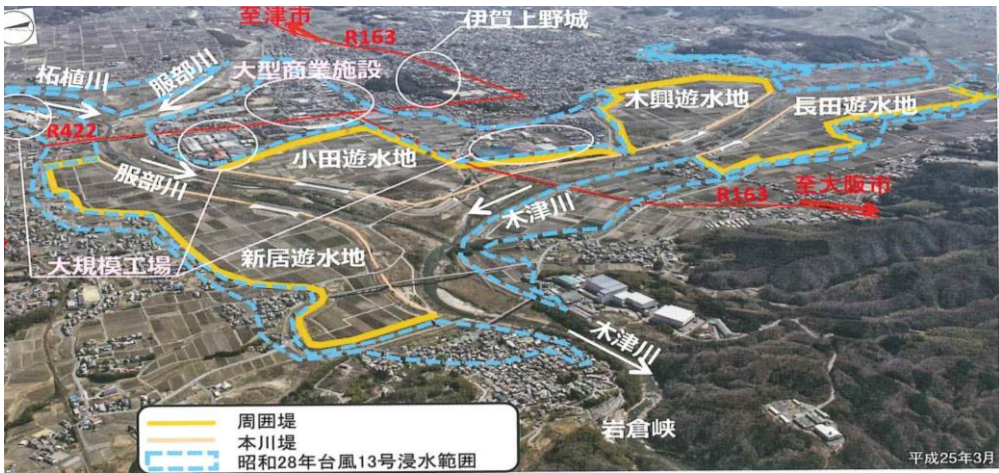 至津市
伊賀上野城
R163
拓植川
服部川
大型商業施設
木興遊水地
長田遊水地
R422
小田遊水地
服部川
R163
至大阪市
木津川
大規模工場
新居遊水地
木津川
岩倉峡
周囲堤
本川堤
昭和28年台風13号浸水範囲
平成25年3月